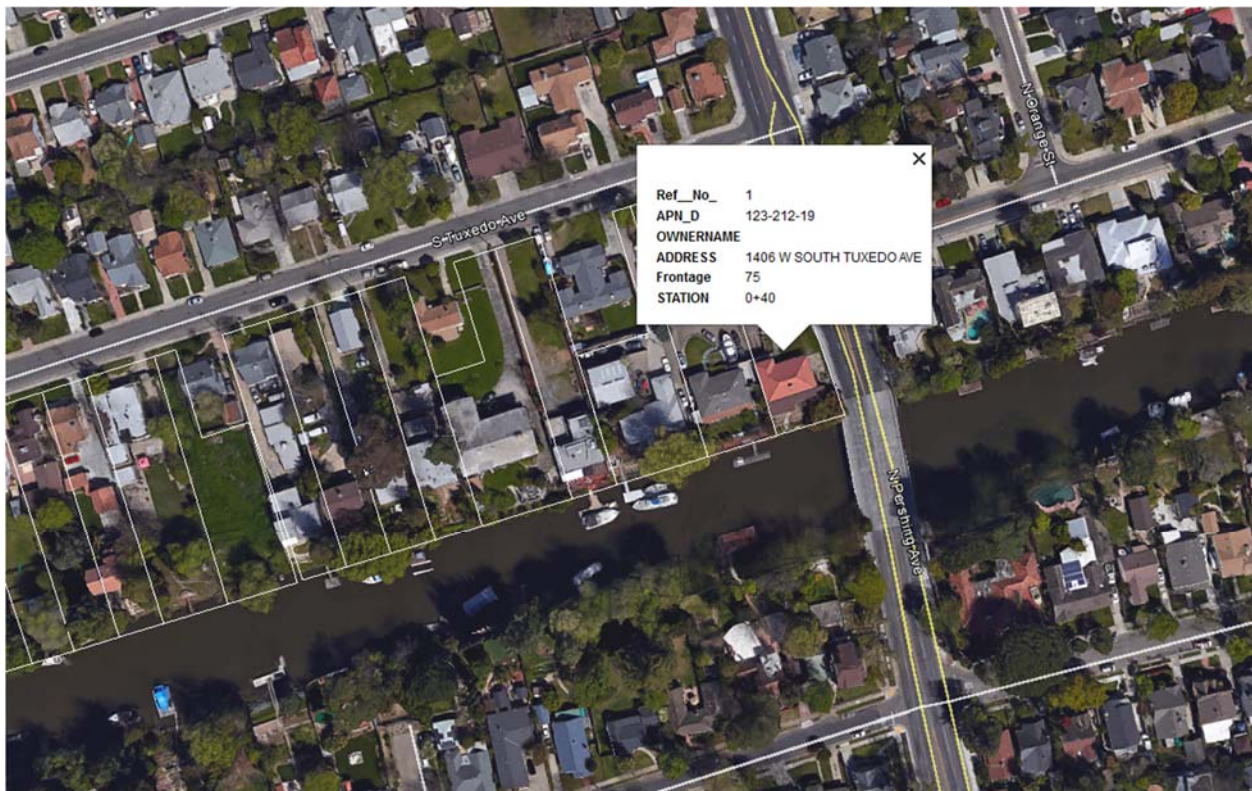 N Orange St
S Tuxedo Ave
Ref__No_ 1
APN_D 123-212-19
OWNERNAME
ADDRESS 1406 W SOUTH TUXEDO AVE
Frontage 75
STATION 0+40
N Pershing Ave